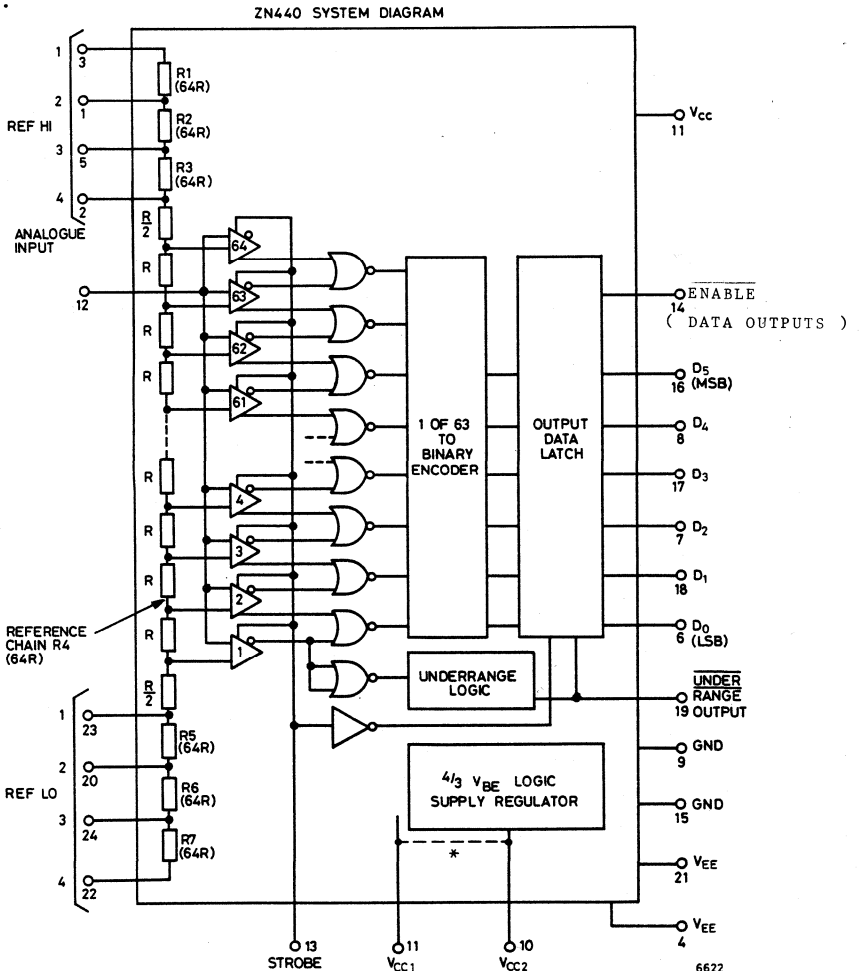 ZN440 SYSTEM DIAGRAM
1
3
R1
(64R)
2
1
REF HI
R2
(64R)
3
5
R3
(64R)
4
2
R
2
ANALOGUE
INPUT
12
R
R
R
R
R
R
R
R
2
64
63
62
61
4
3
2
1
1 OF 63
TO
BINARY
ENCODER
OUTPUT
DATA
LATCH
VCC
11
ENABLE
14
( DATA OUTPUTS )
D5
16 (MSB)
D4
8
D3
17
D2
7
D1
18
D0
6 (LSB)
UNDERRANGE
LOGIC
UNDER
RANGE
19 OUTPUT
REFERENCE
CHAIN R4
(64R)
REF LO
1
23
R5
(64R)
2
20
R6
(64R)
3
24
R7
(64R)
4
22
4/3 VBE LOGIC
SUPPLY REGULATOR
*
GND
9
GND
15
VEE
21
VEE
4
13
STROBE
11
VCC1
10
VCC2
6622